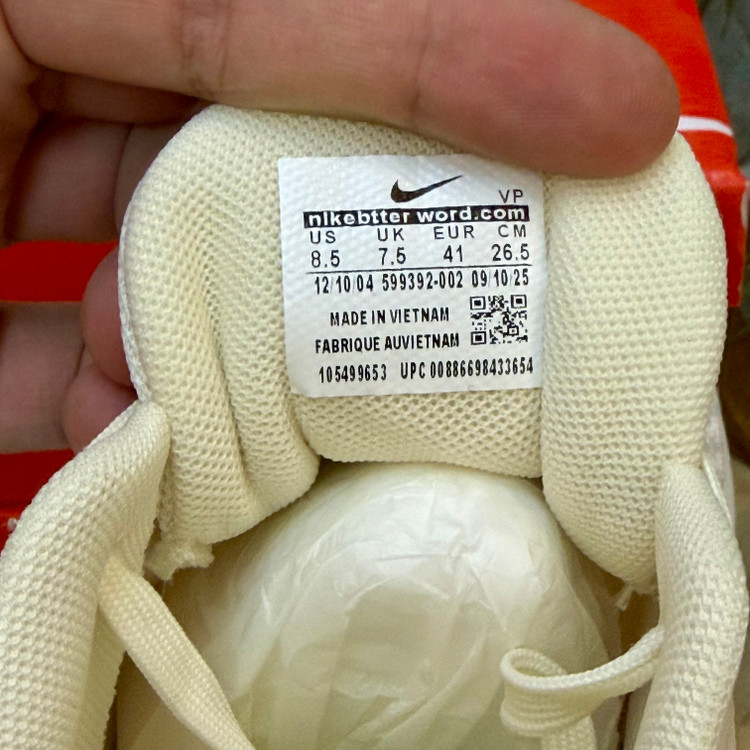 VP
nikebtter word.com
US UK EUR CM
8.5 7.5 41 26.5
12/10/04 599392-002 09/10/25
MADE IN VIETNAM
FABRIQUE AUVIETNAM
105499653 UPC 00886698433654